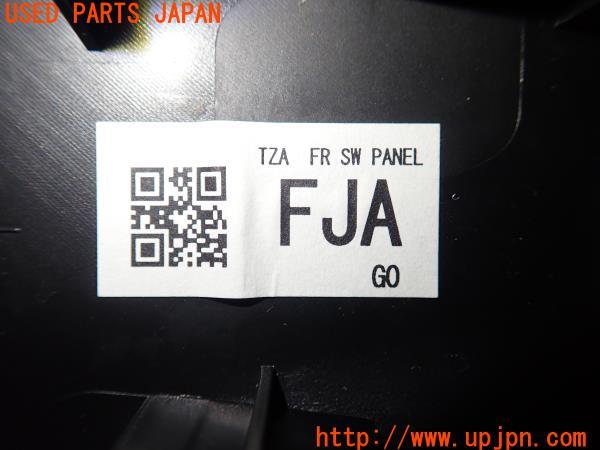 USED PARTS JAPAN
TZA FR SW PANEL
FJA
GO
http://www.upjpn.com